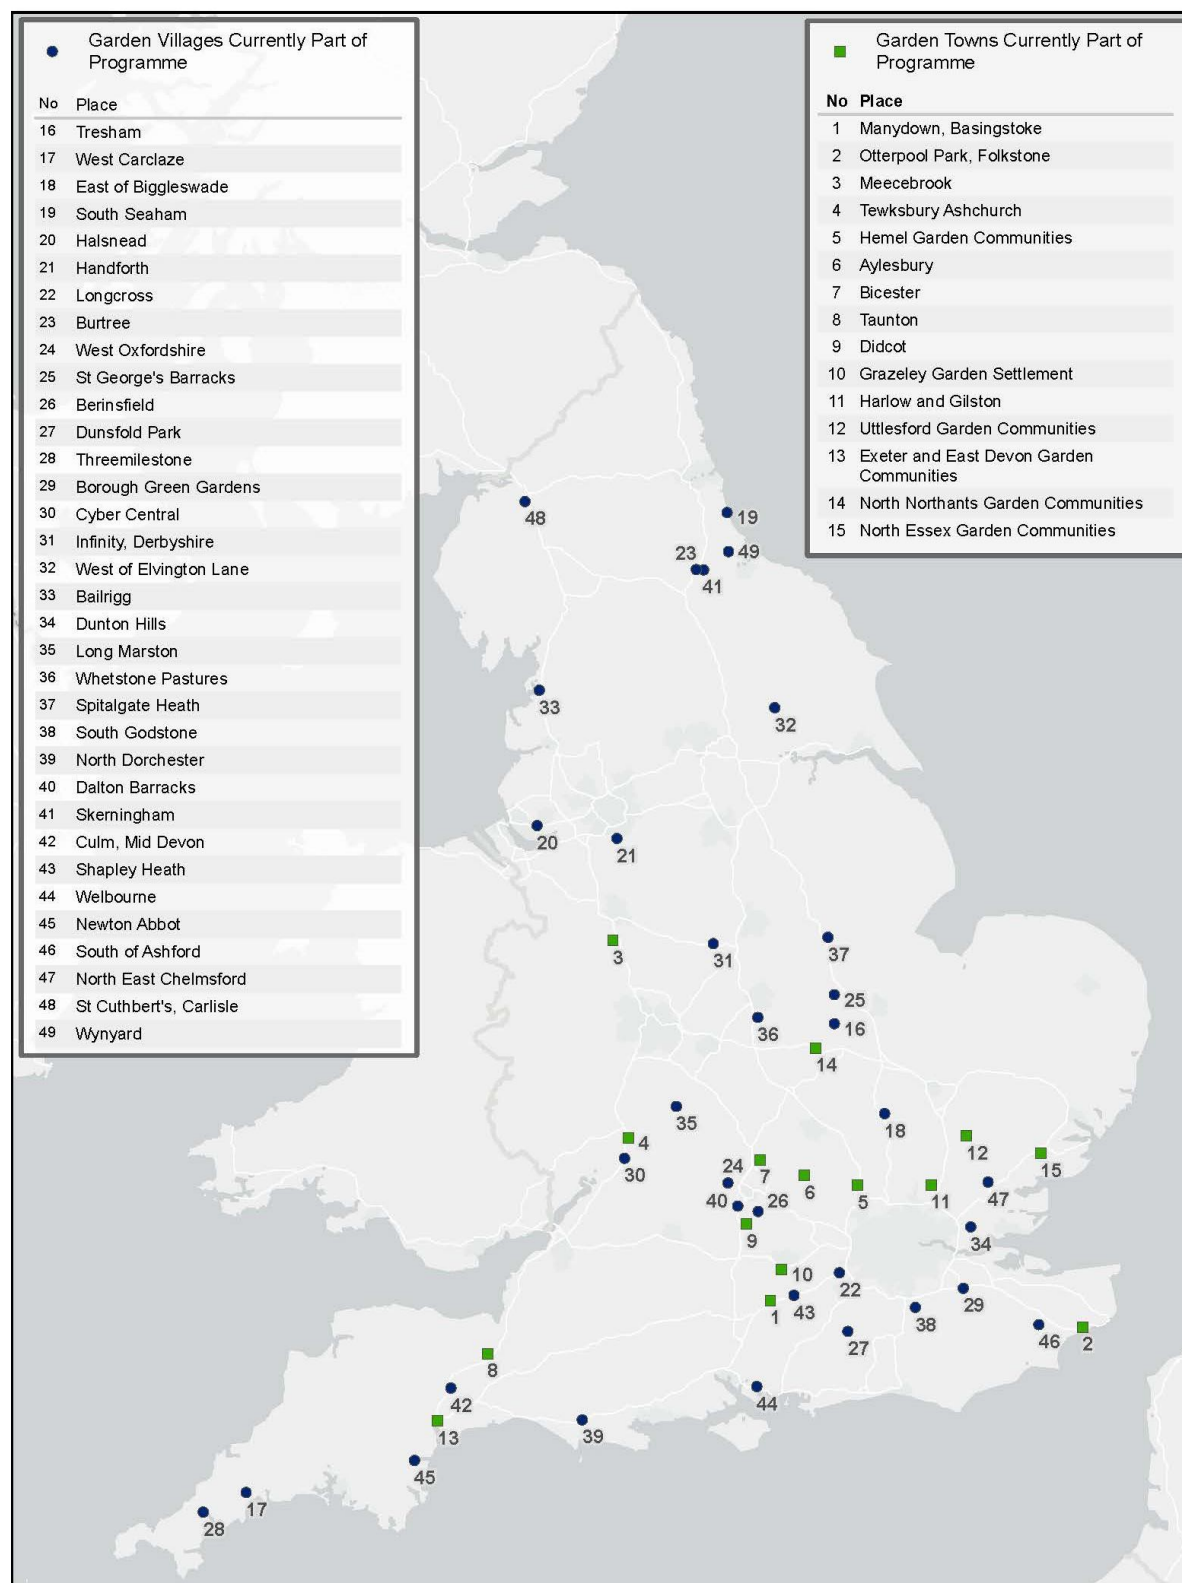 Garden Villages Currently Part of
Programme
No Place
16 Tresham
17 West Carclaze
18 East of Biggleswade
19 South Seaham
20 Halsnead
21 Handforth
22 Longcross
23 Burtree
24 West Oxfordshire
25 St George's Barracks
26 Berinsfield
27 Dunsfold Park
28 Threemilestone
29 Borough Green Gardens
30 Cyber Central
31 Infinity, Derbyshire
32 West of Elvington Lane
33 Bailrigg
34 Dunton Hills
35 Long Marston
36 Whetstone Pastures
37 Spitalgate Heath
38 South Godstone
39 North Dorchester
40 Dalton Barracks
41 Skerningham
42 Culm, Mid Devon
43 Shapley Heath
44 Welbourne
45 Newton Abbot
46 South of Ashford
47 North East Chelmsford
48 St Cuthbert's, Carlisle
49 Wynyard
Garden Towns Currently Part of
Programme
No Place
1 Manydown, Basingstoke
2 Otterpool Park, Folkstone
3 Meecebrook
4 Tewksbury Ashchurch
5 Hemel Garden Communities
6 Aylesbury
7 Bicester
8 Taunton
9 Didcot
10 Grazeley Garden Settlement
11 Harlow and Gilston
12 Uttlesford Garden Communities
13 Exeter and East Devon Garden
Communities
14 North Northants Garden Communities
15 North Essex Garden Communities
48
19
49
23
41
33
32
20
21
3
31
37
25
16
36
14
35
18
4
12
30
24
7
15
6
5
11
47
40
26
9
34
10
22
29
1
43
38
27
46
2
8
42
44
13
39
45
17
28